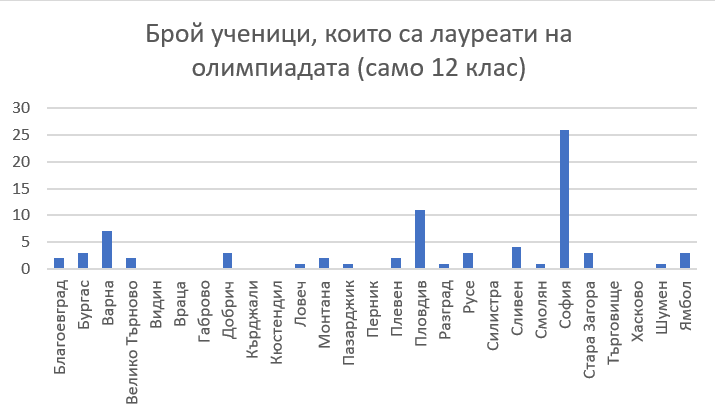 Брой ученици, които са лауреати на
олимпиадата (само 12 клас)
30
25
20
15
10
5
0
Благоевград
Бургас
Варна
Велико Търново
Видин
Враца
Габрово
Добрич
Кърджали
Кюстендил
Ловеч
Монтана
Пазарджик
Перник
Плевен
Пловдив
Разград
Русе
Силистра
Сливен
Смолян
София
Стара Загора
Търговище
Хасково
Шумен
Ямбол